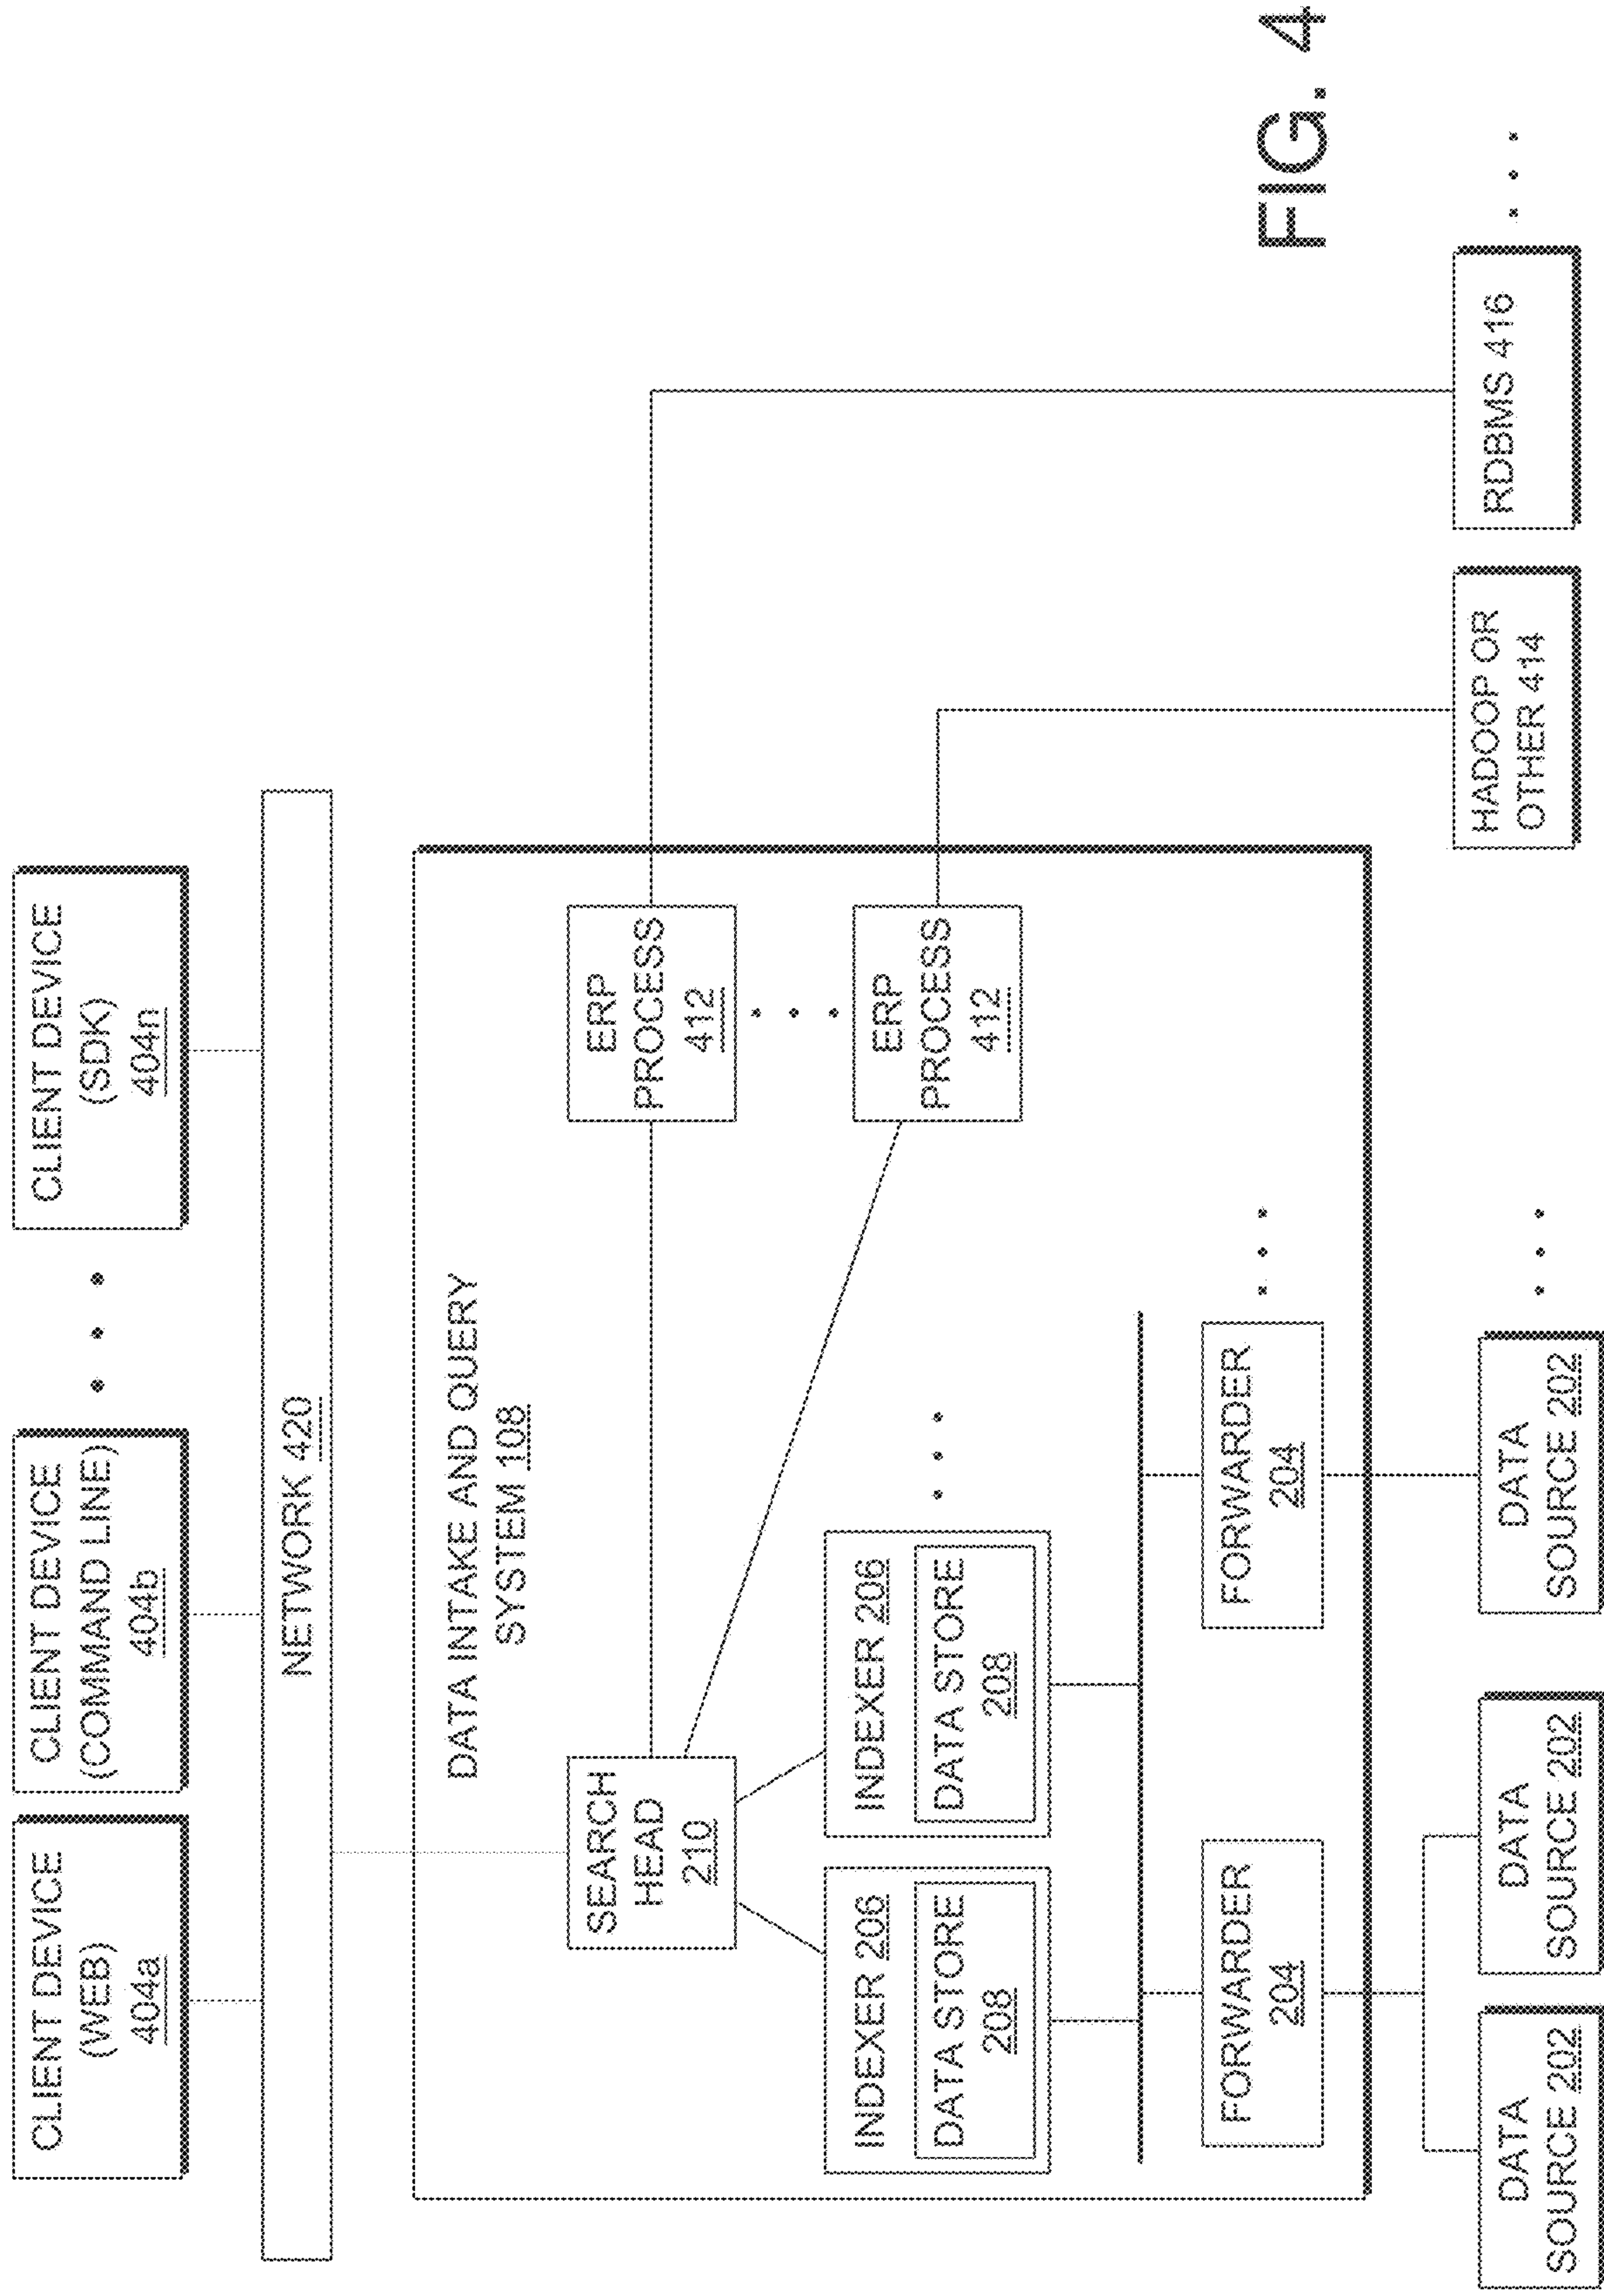 CLIENT DEVICE
(WEB)
404a
CLIENT DEVICE
(COMMAND LINE)
404b
CLIENT DEVICE
(SDK)
404n
NETWORK 420
DATA INTAKE AND QUERY
SYSTEM 108
SEARCH
HEAD
210
ERP
PROCESS
412
ERP
PROCESS
412
INDEXER 206
DATA STORE
208
INDEXER 206
DATA STORE
208
FORWARDER
204
FORWARDER
204
DATA
SOURCE 202
DATA
SOURCE 202
DATA
SOURCE 202
HADOOP OR
OTHER 414
RDBMS 416
FIG. 4